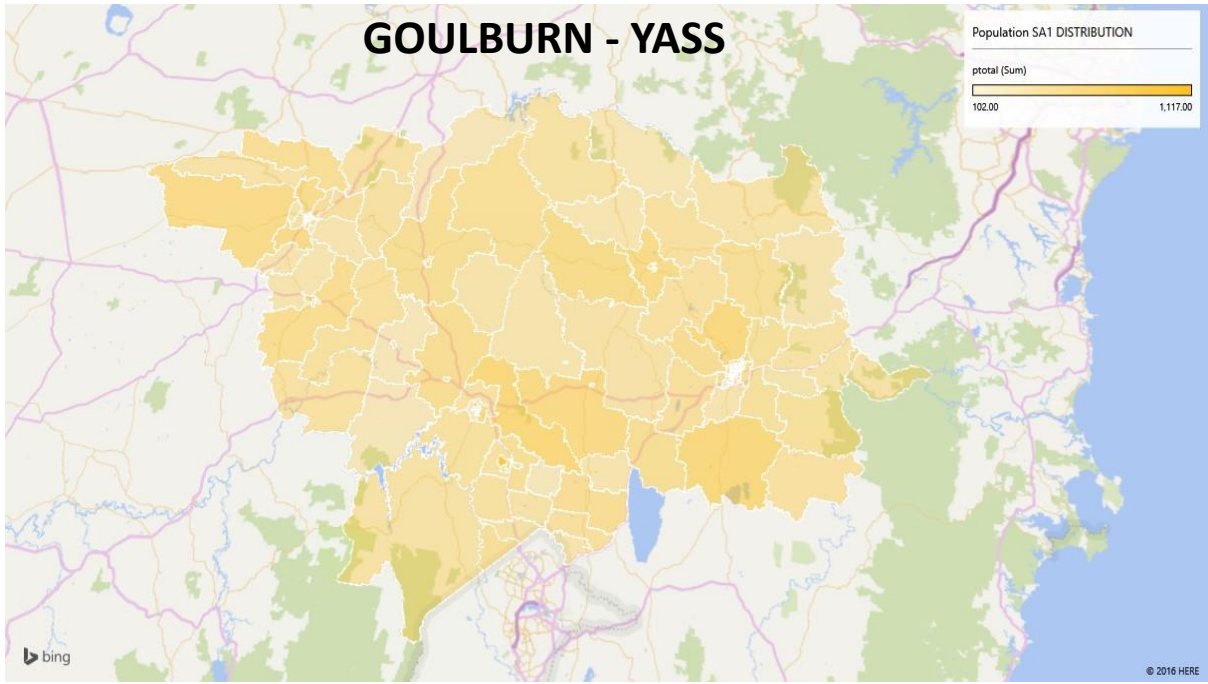 GOULBURN - YASS
Population SA1 DISTRIBUTION
ptotal (Sum)
102.00 1,117.00
bing
© 2016 HERE